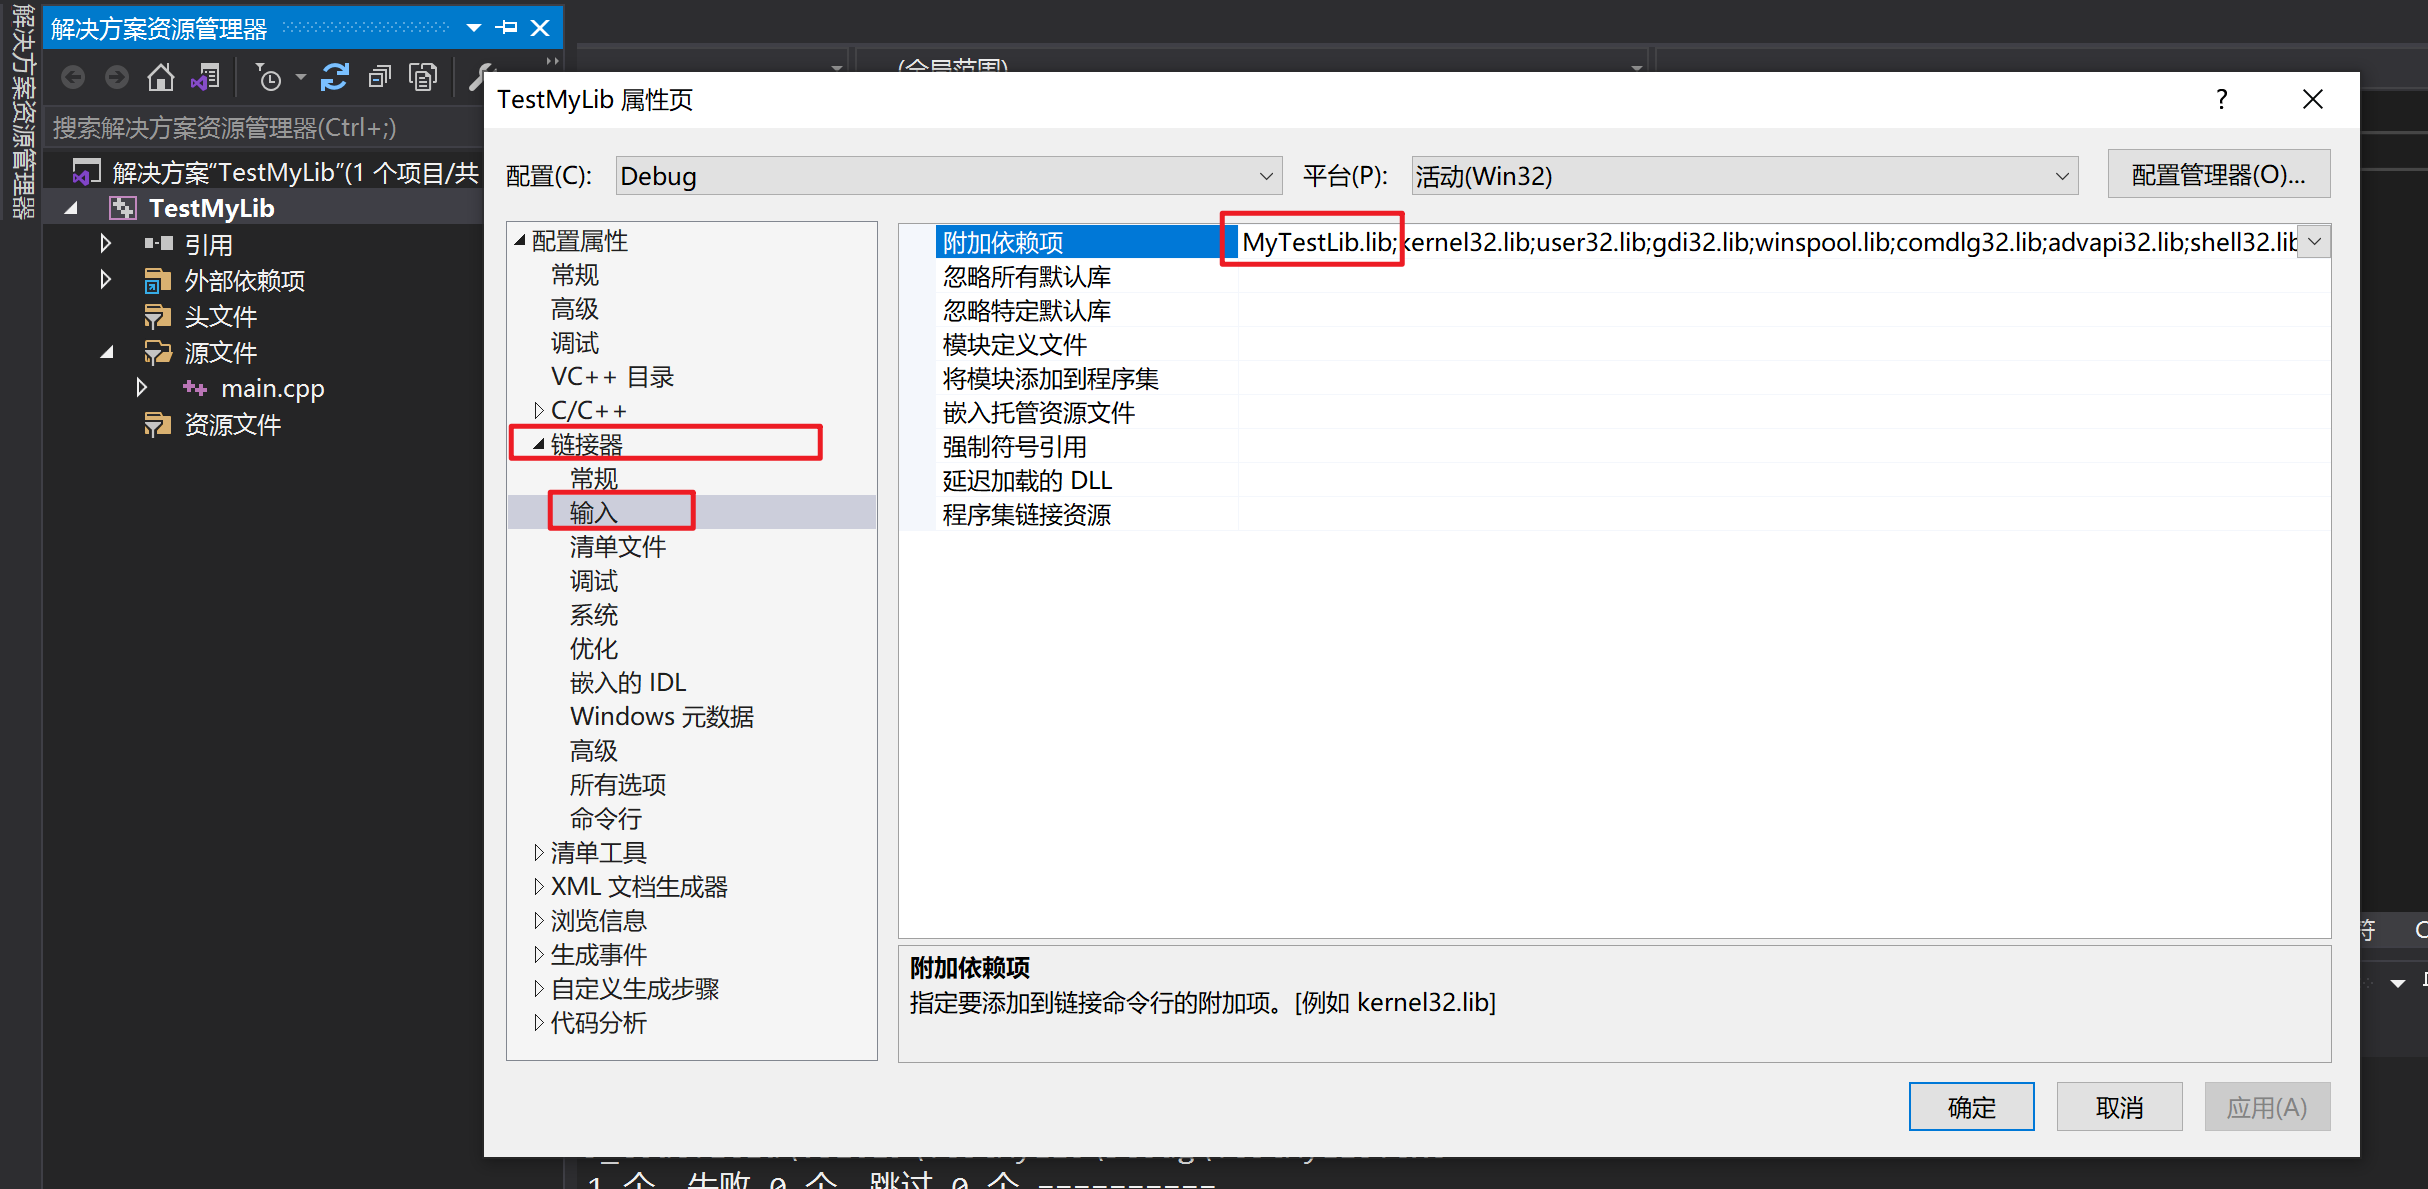 解决方案资源管理器
解决方案资源管理器
搜索解决方案资源管理器(Ctrl+;)
解决方案“TestMyLib”(1 个项目/共
TestMyLib
引用
外部依赖项
头文件
源文件
main.cpp
资源文件
(全局范围)
TestMyLib 属性页
?
配置(C):
Debug
平台(P):
活动(Win32)
配置管理器(O)...
配置属性
常规
高级
调试
VC++ 目录
C/C++
链接器
常规
输入
清单文件
调试
系统
优化
嵌入的 IDL
Windows 元数据
高级
所有选项
命令行
清单工具
XML 文档生成器
浏览信息
生成事件
自定义生成步骤
代码分析
附加依赖项 MyTestLib.lib;kernel32.lib;user32.lib;gdi32.lib;winspool.lib;comdlg32.lib;advapi32.lib;shell32.lib
忽略所有默认库
忽略特定默认库
模块定义文件
将模块添加到程序集
嵌入托管资源文件
强制符号引用
延迟加载的 DLL
程序集链接资源
附加依赖项
指定要添加到链接命令行的附加项。[例如 kernel32.lib]
确定
取消
应用(A)
符
1 个，失败 0 个，跳过 0 个 ==========